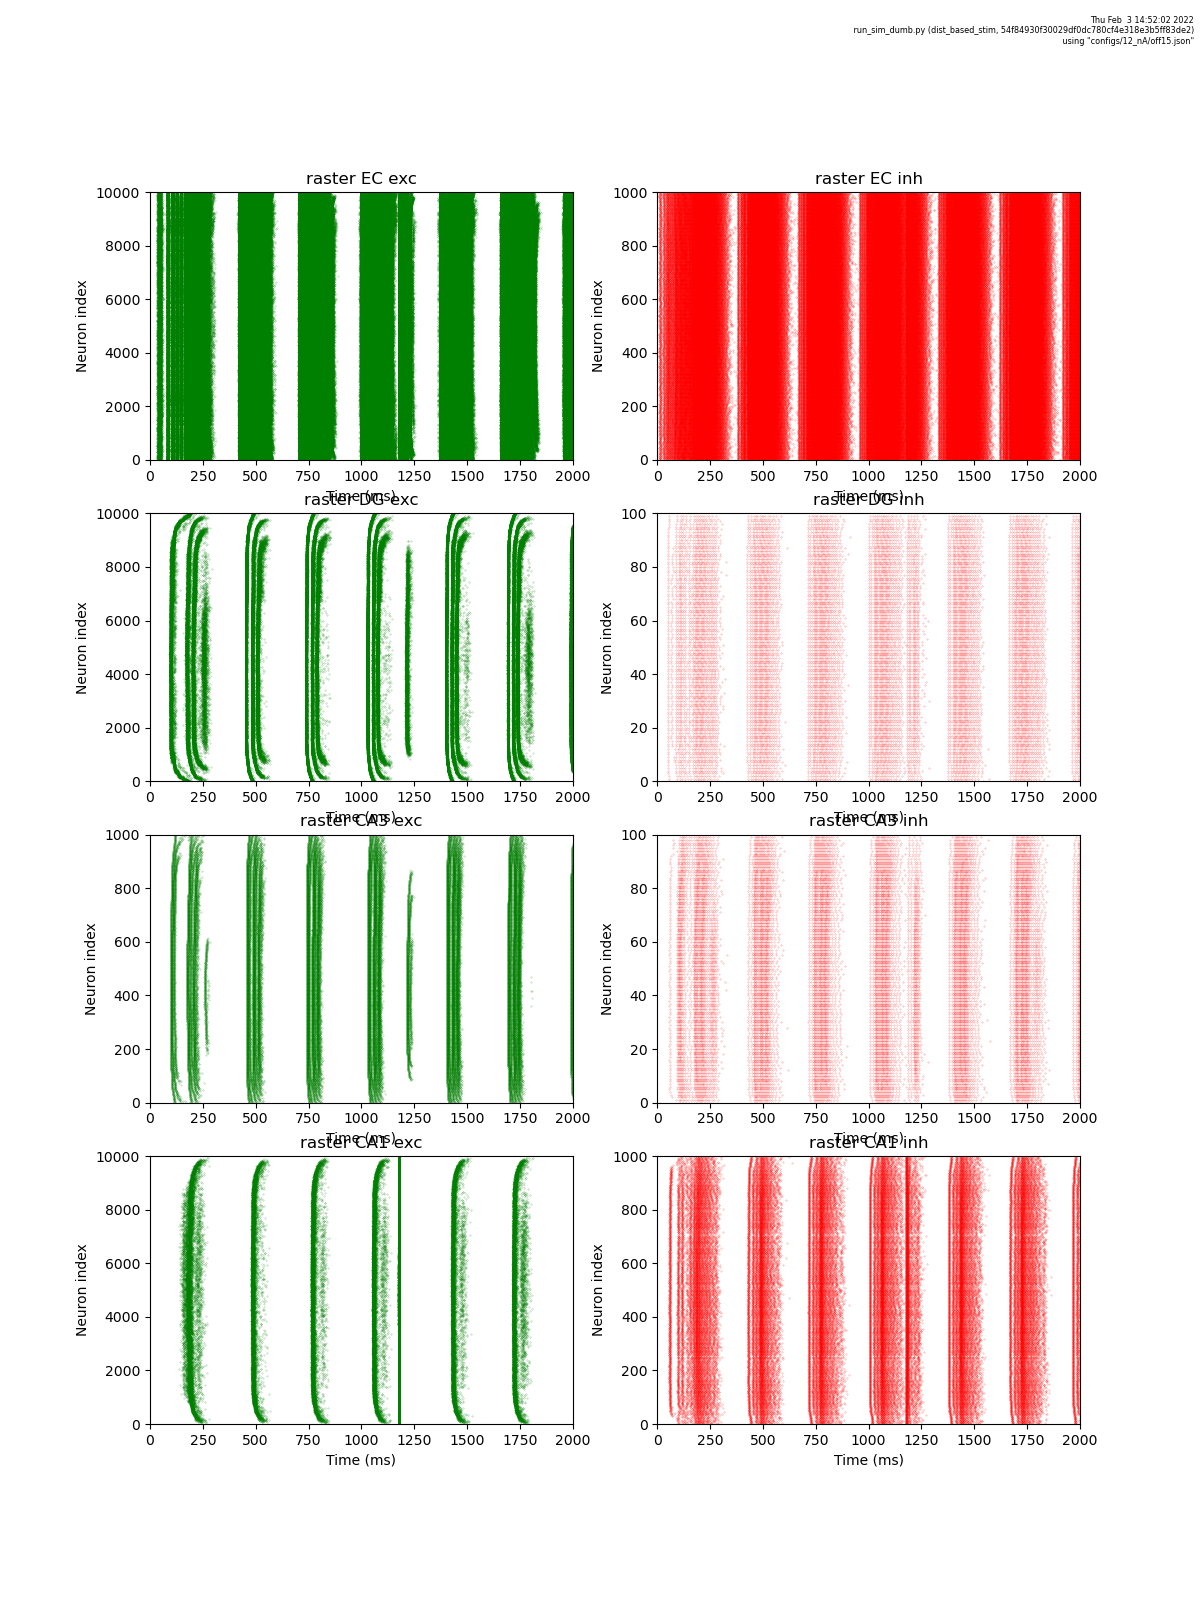 Thu Feb  3 14:52:02 2022
run_sim_dumb.py (dist_based_stim, 54f84930f30029df0dc780cf4e318e3b5ff83de2)
using "configs/12_nA/off15.json"
raster EC exc
10000
8000
6000
4000
2000
0
Neuron index
0 250 500 750 1000 1250 1500 1750 2000
Time (ms)
raster EC inh
1000
800
600
400
200
0
Neuron index
0 250 500 750 1000 1250 1500 1750 2000
Time (ms)
raster DG exc
10000
8000
6000
4000
2000
0
Neuron index
0 250 500 750 1000 1250 1500 1750 2000
Time (ms)
raster DG inh
100
80
60
40
20
0
Neuron index
0 250 500 750 1000 1250 1500 1750 2000
Time (ms)
raster CA3 exc
1000
800
600
400
200
0
Neuron index
0 250 500 750 1000 1250 1500 1750 2000
Time (ms)
raster CA3 inh
100
80
60
40
20
0
Neuron index
0 250 500 750 1000 1250 1500 1750 2000
Time (ms)
raster CA1 exc
10000
8000
6000
4000
2000
0
Neuron index
0 250 500 750 1000 1250 1500 1750 2000
Time (ms)
raster CA1 inh
1000
800
600
400
200
0
Neuron index
0 250 500 750 1000 1250 1500 1750 2000
Time (ms)